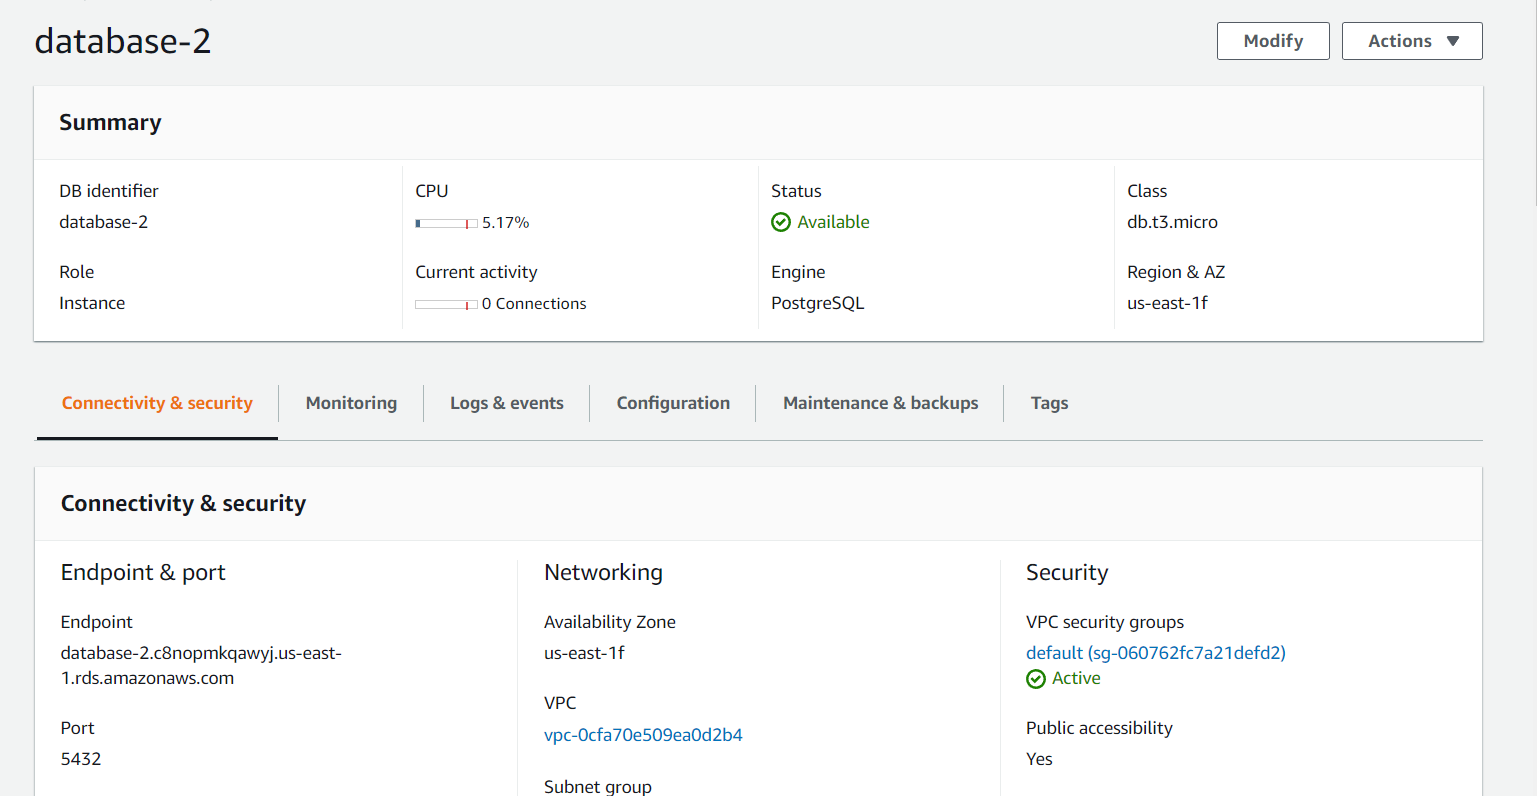 database-2
Modify
Actions
Summary
DB identifier
database-2
CPU
5.17%
Status
Available
Class
db.t3.micro
Role
Instance
Current activity
0 Connections
Engine
PostgreSQL
Region & AZ
us-east-1f
Connectivity & security
Monitoring
Logs & events
Configuration
Maintenance & backups
Tags
Connectivity & security
Endpoint & port
Endpoint
database-2.c8nopmkqawyj.us-east-
1.rds.amazonaws.com
Port
5432
Networking
Availability Zone
us-east-1f
VPC
vpc-0cfa70e509ea0d2b4
Subnet group
Security
VPC security groups
default (sg-060762fc7a21defd2)
Active
Public accessibility
Yes